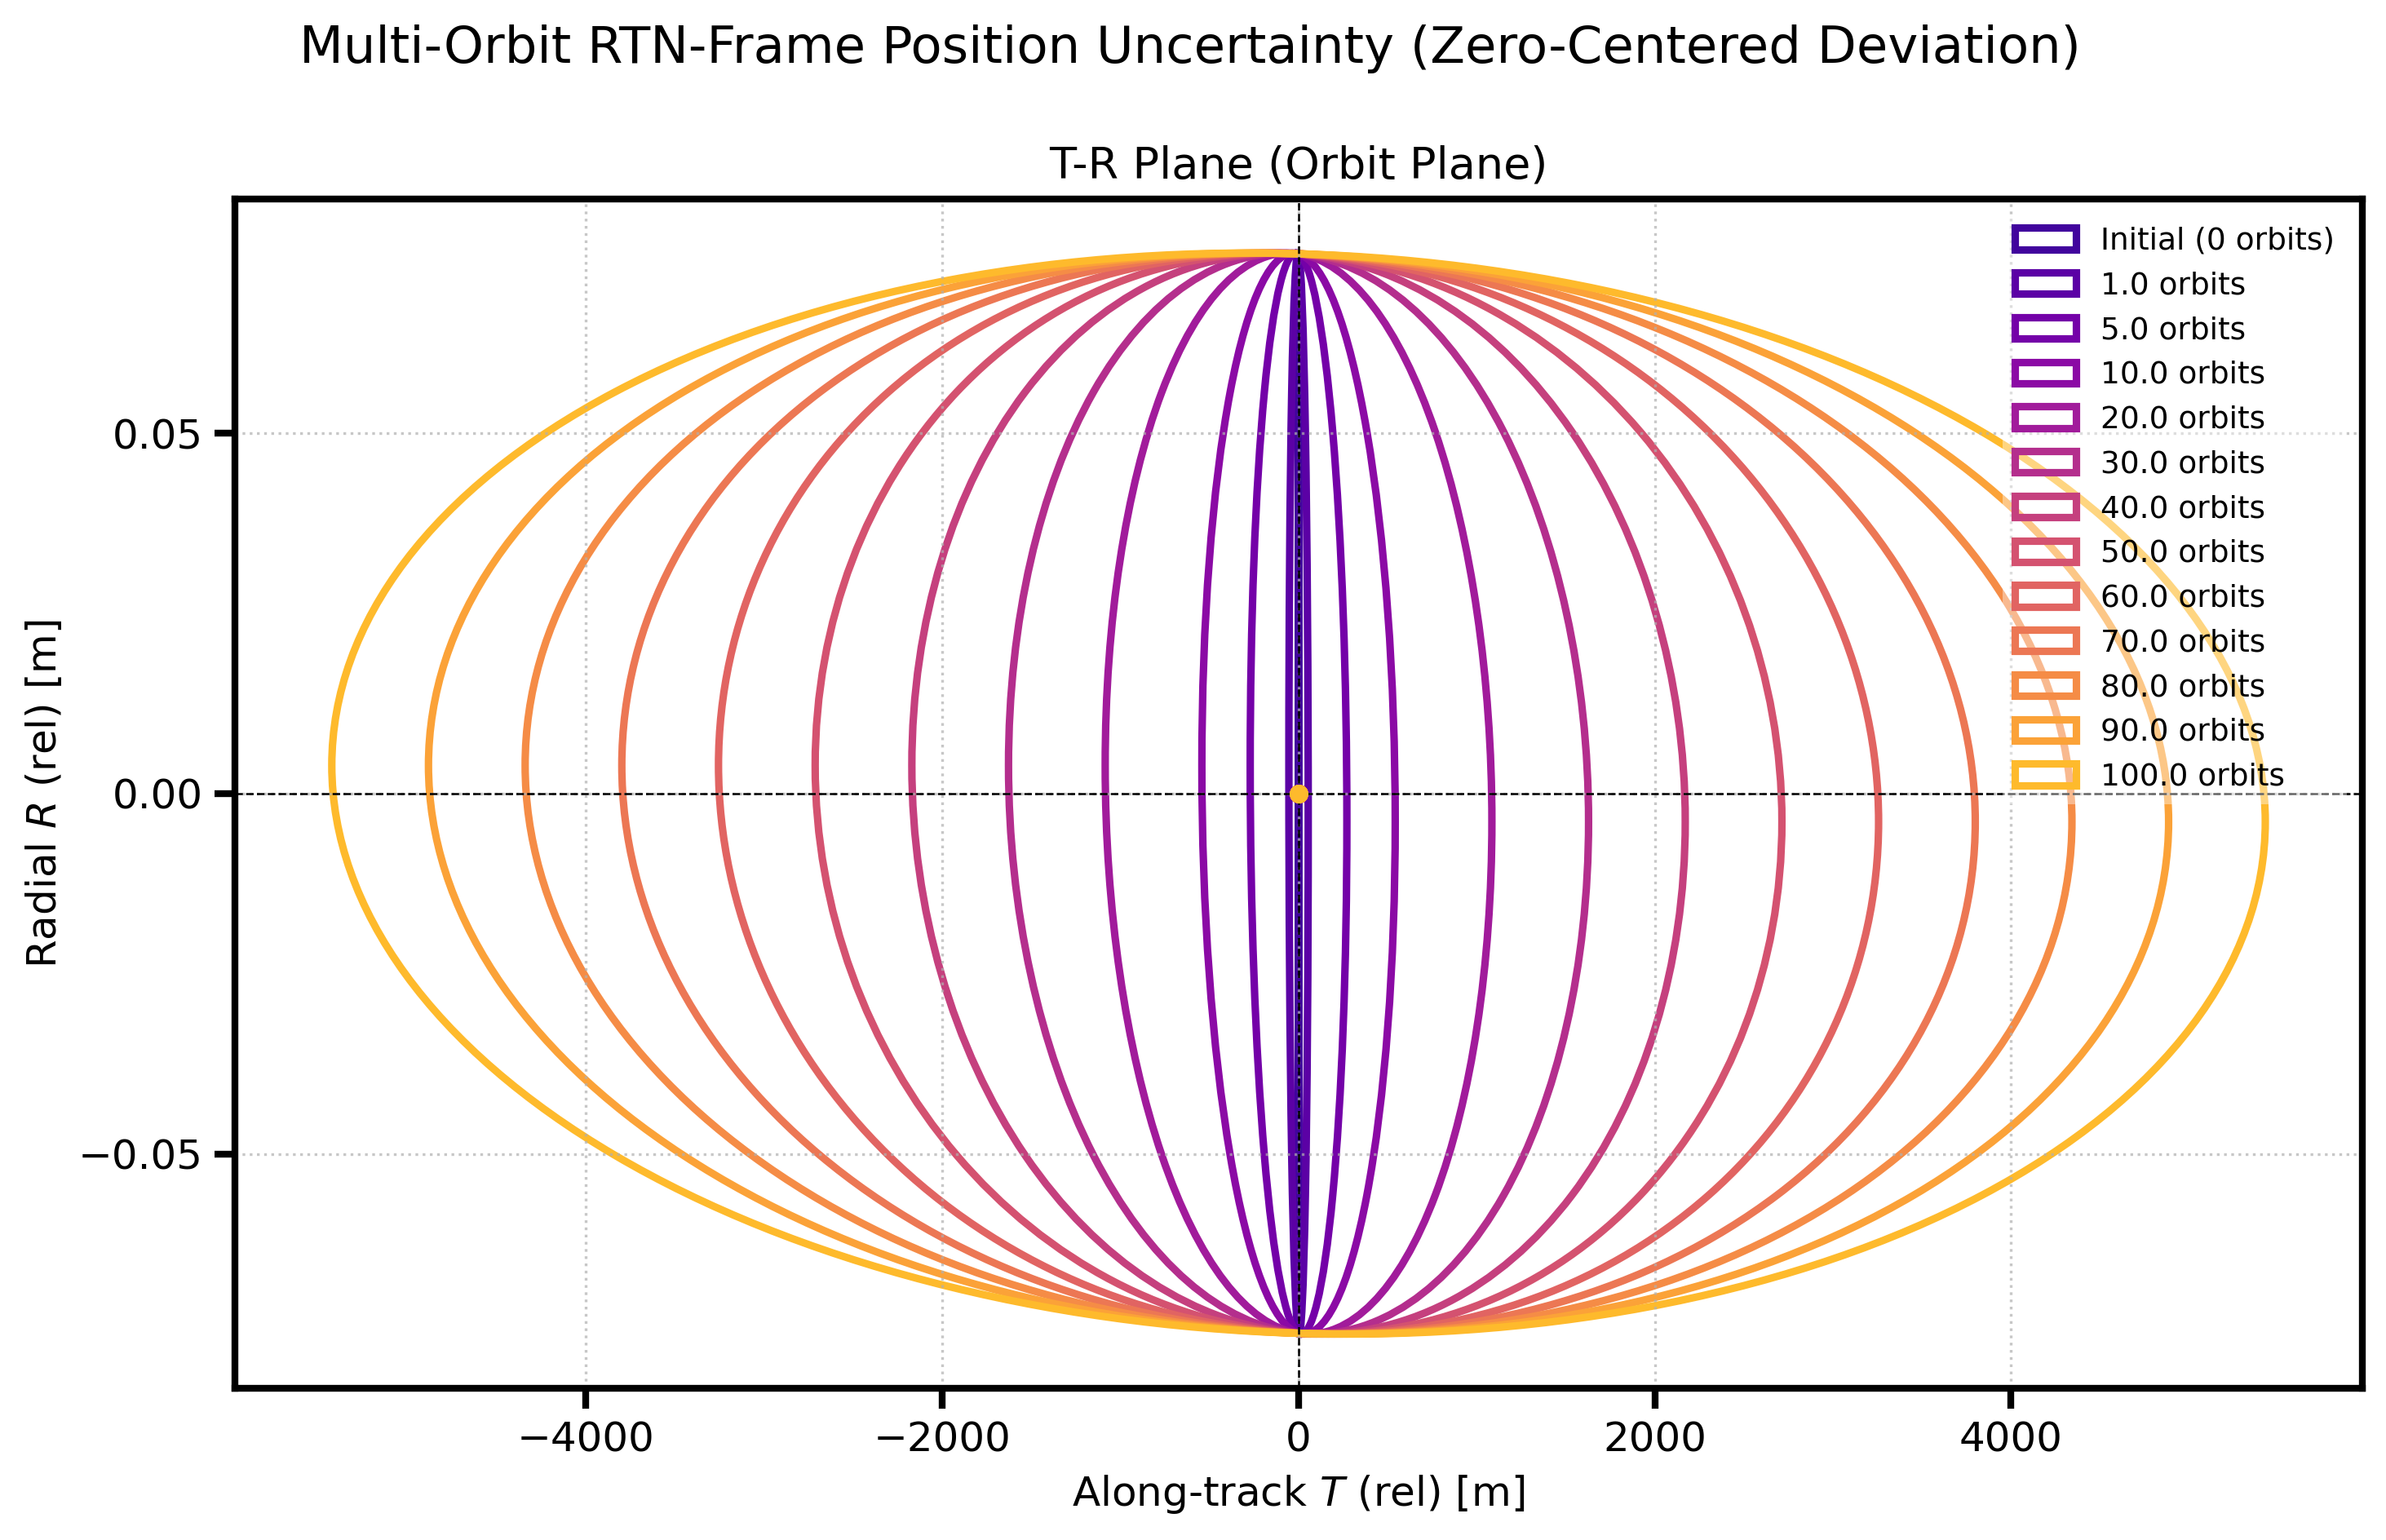 Multi-Orbit RTN-Frame Position Uncertainty (Zero-Centered Deviation)
T-R Plane (Orbit Plane)
Initial (0 orbits)
1.0 orbits
5.0 orbits
10.0 orbits
20.0 orbits
30.0 orbits
40.0 orbits
50.0 orbits
60.0 orbits
70.0 orbits
80.0 orbits
90.0 orbits
100.0 orbits
Radial R (rel) [m]
0.05
0.00
−0.05
−4000
−2000
0
2000
4000
Along-track T (rel) [m]